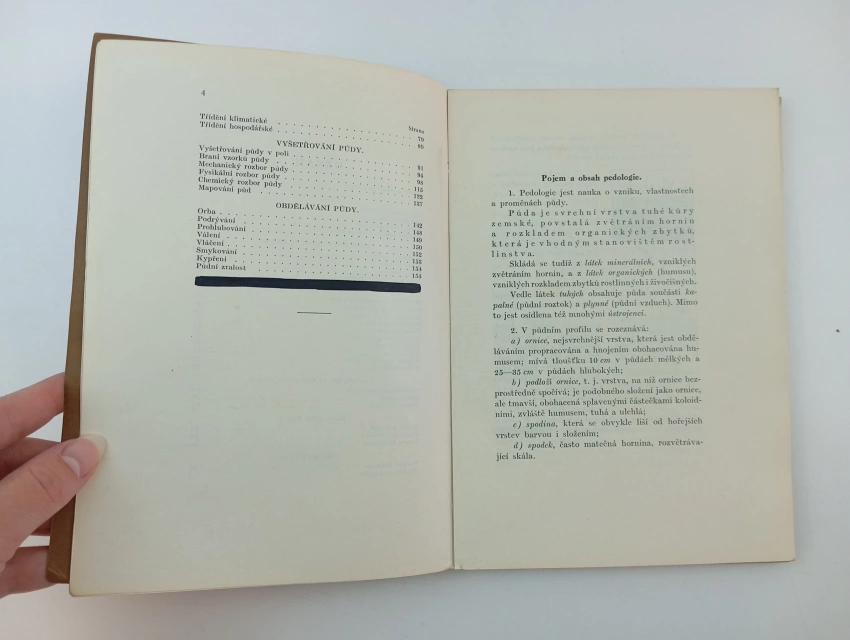 4
Strana
Třídění klimatické 79
Třídění hospodářské 89
VYŠETŘOVÁNÍ PŮDY.
Vyšetřování půdy v poli 91
Braní vzorků půdy 94
Mechanický rozbor půdy 98
Fysikální rozbor půdy 115
Chemický rozbor půdy 122
Mapování půd 137
OBDĚLÁVÁNÍ PŮDY.
Orba 142
Podrývání 148
Prohlubování 149
Válení 150
Vláčení 152
Smykování 153
Kypření 154
Půdní zralost 154
Pojem a obsah pedologie.
1. Pedologie jest nauka o vzniku, vlastnostech
a proměnách půdy.
Půda je svrchní vrstva tuhé kůry
zemské, povstalá zvětráním hornin
a rozkladem organických zbytků,
která je vhodným stanovištěm rost-
linstva.
Skládá se tudíž z látek minerálních, vzniklých
zvětráním hornin, a z látek organických (humusu),
vzniklých rozkladem zbytků rostlinných i živočišných.
Vedle látek tuhých obsahuje půda součásti ka-
palné (půdní roztok) a plynné (půdní vzduch). Mimo
to jest osídlena též mnohými ústrojenci.
2. V půdním profilu se rozeznává:
a) ornice, nejsvrchnější vrstva, která jest obdě-
láváním propracována a hnojením obohacována hu-
musem; mívá tloušťku 10 cm v půdách mělkých a
25—35 cm v půdách hlubokých;
b) podloží ornice, t. j. vrstva, na níž ornice bez-
prostředně spočívá; je podobného složení jako ornice,
ale tmavší, obohacená splavenými částečkami koloid-
ními, zvláště humusem, tuhá a ulehlá;
c) spodina, která se obvykle liší od hořejších
vrstev barvou i složením;
d) spodek, často matečná hornina, rozvětráva-
jící skála.